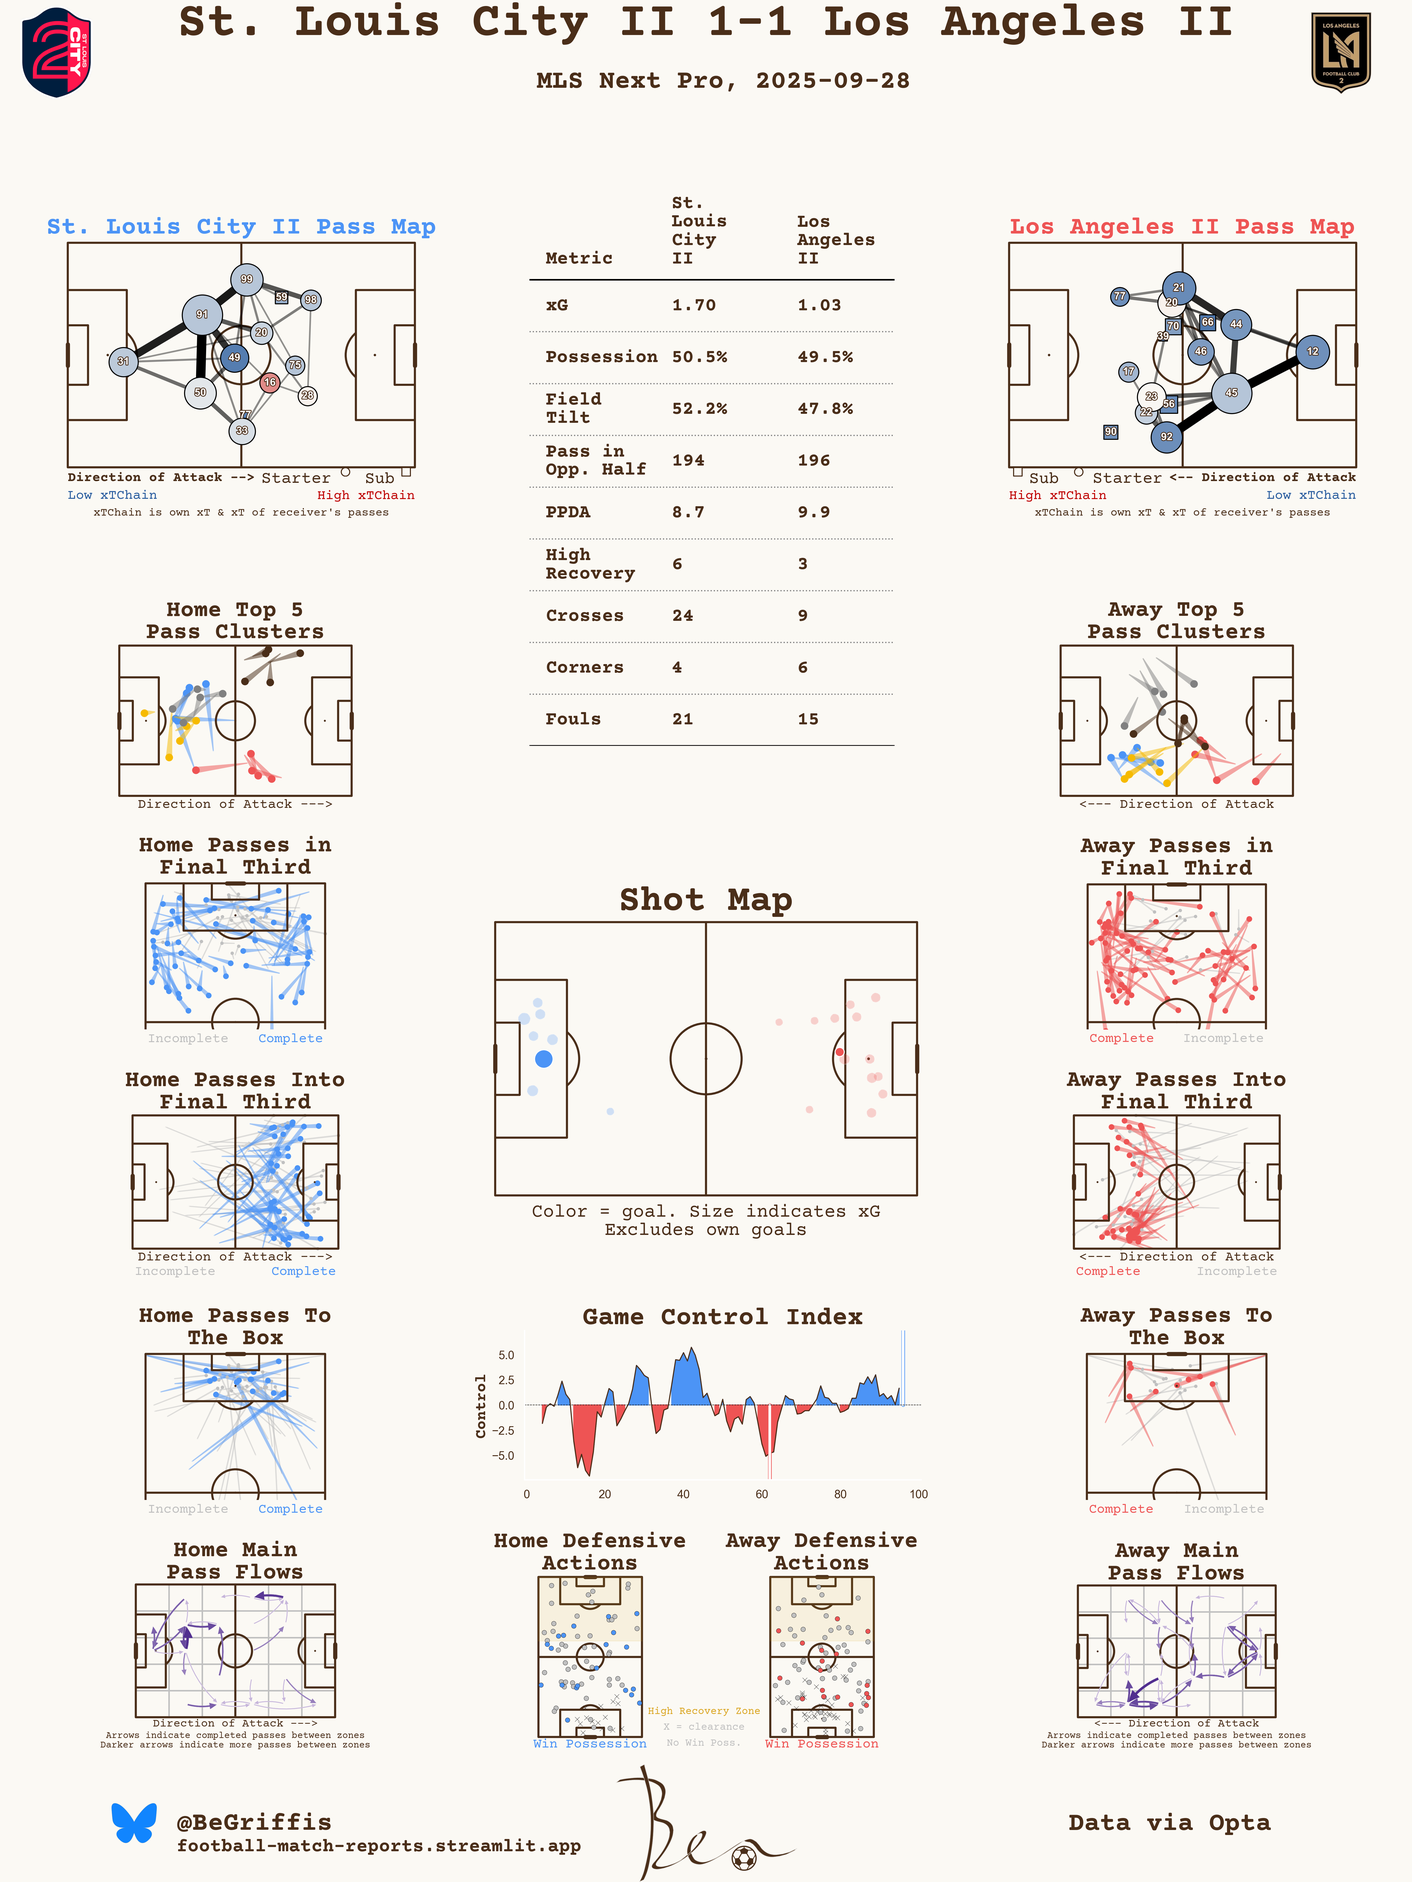 St. Louis City II 1-1 Los Angeles II
MLS Next Pro, 2025-09-28
ST LOUIS
CITY
LOS ANGELES
FOOTBALL CLUB
2
St. Louis City II Pass Map
99
59
98
91
20
31
49
75
16
50
28
77
33
Direction of Attack --> Starter Sub
Low xTChain High xTChain
xTChain is own xT & xT of receiver's passes
Metric St. Louis City II Los Angeles II
xG 1.70 1.03
Possession 50.5% 49.5%
Field Tilt 52.2% 47.8%
Pass in Opp. Half 194 196
PPDA 8.7 9.9
High Recovery 6 3
Crosses 24 9
Corners 4 6
Fouls 21 15
Los Angeles II Pass Map
21
77
20
70
66
44
39
46
12
17
45
23
56
22
90
92
Sub Starter <-- Direction of Attack
High xTChain Low xTChain
xTChain is own xT & xT of receiver's passes
Home Top 5
Pass Clusters
Direction of Attack --->
Away Top 5
Pass Clusters
<--- Direction of Attack
Home Passes in
Final Third
Incomplete Complete
Away Passes in
Final Third
Complete Incomplete
Shot Map
Color = goal. Size indicates xG
Excludes own goals
Home Passes Into
Final Third
Direction of Attack --->
Incomplete Complete
Away Passes Into
Final Third
<--- Direction of Attack
Complete Incomplete
Home Passes To
The Box
Incomplete Complete
Game Control Index
Control
5.0
2.5
0.0
−2.5
−5.0
0 20 40 60 80 100
Away Passes To
The Box
Complete Incomplete
Home Main
Pass Flows
Direction of Attack --->
Arrows indicate completed passes between zones
Darker arrows indicate more passes between zones
Home Defensive
Actions
Win Possession
High Recovery Zone
X = clearance
No Win Poss.
Away Defensive
Actions
Win Possession
Away Main
Pass Flows
<--- Direction of Attack
Arrows indicate completed passes between zones
Darker arrows indicate more passes between zones
@BeGriffis
football-match-reports.streamlit.app
Ben
Data via Opta